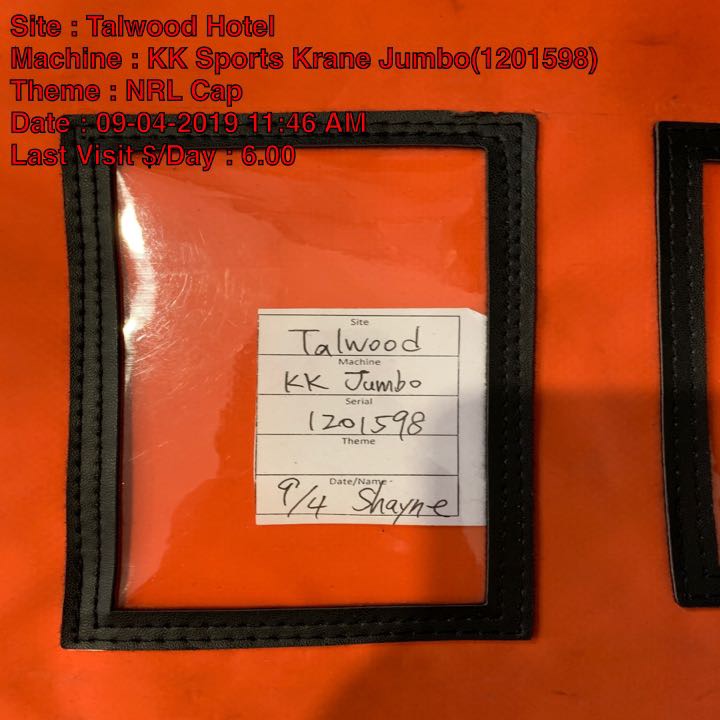 Site : Talwood Hotel
Machine : KK Sports Krane Jumbo(1201598)
Theme : NRL Cap
Date : 09-04-2019 11:46 AM
Last Visit $/Day : 6.00
Site
Talwood
Machine
KK Jumbo
Serial
1201598
Theme
Date/Name-
9/4 Shayne